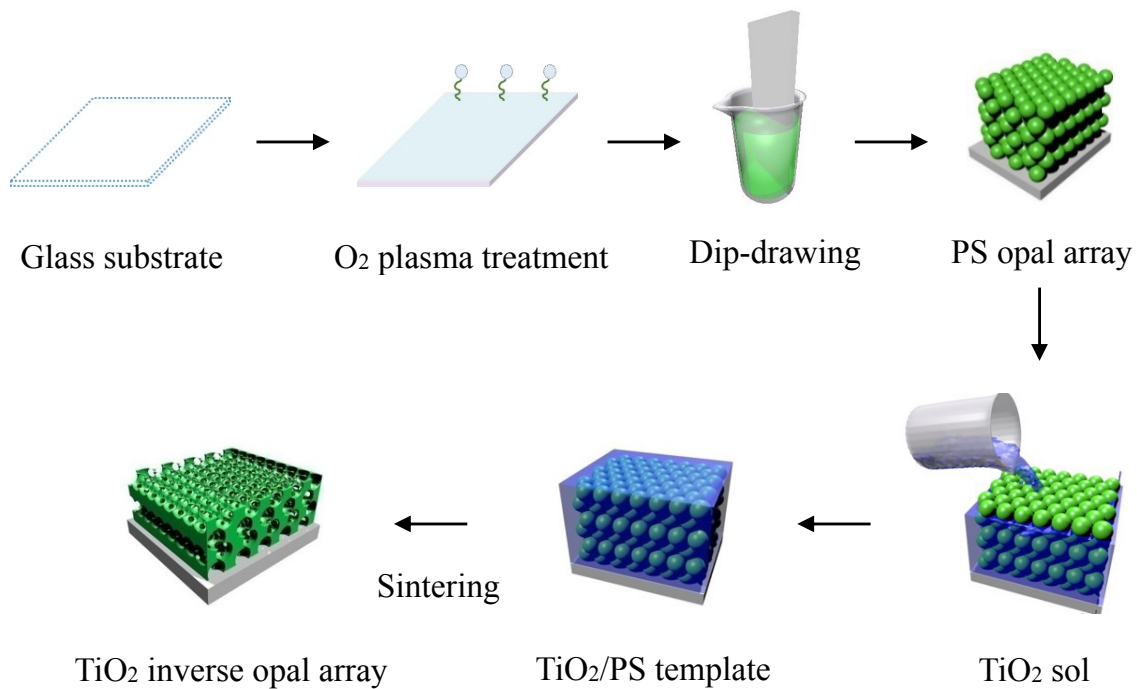 Glass substrate
O2 plasma treatment
Dip-drawing
PS opal array
Sintering
TiO2 inverse opal array
TiO2/PS template
TiO2 sol